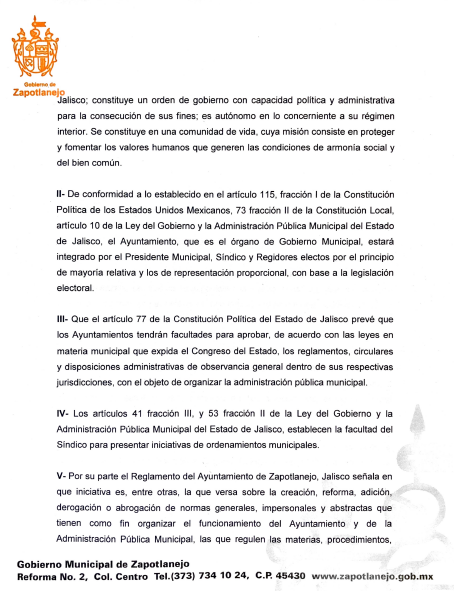 Gobierno de
Zapotlanejo
Jalisco; constituye un orden de gobierno con capacidad política y administrativa
para la consecución de sus fines; es autónomo en lo concerniente a su régimen
interior. Se constituye en una comunidad de vida, cuya misión consiste en proteger
y fomentar los valores humanos que generen las condiciones de armonía social y
del bien común.
II- De conformidad a lo establecido en el artículo 115, fracción I de la Constitución
Política de los Estados Unidos Mexicanos, 73 fracción II de la Constitución Local,
artículo 10 de la Ley del Gobierno y la Administración Pública Municipal del Estado
de Jalisco, el Ayuntamiento, que es el órgano de Gobierno Municipal, estará
integrado por el Presidente Municipal, Síndico y Regidores electos por el principio
de mayoría relativa y los de representación proporcional, con base a la legislación
electoral.
III- Que el artículo 77 de la Constitución Política del Estado de Jalisco prevé que
los Ayuntamientos tendrán facultades para aprobar, de acuerdo con las leyes en
materia municipal que expida el Congreso del Estado, los reglamentos, circulares
y disposiciones administrativas de observancia general dentro de sus respectivas
jurisdicciones, con el objeto de organizar la administración pública municipal.
IV- Los artículos 41 fracción III, y 53 fracción II de la Ley del Gobierno y la
Administración Pública Municipal del Estado de Jalisco, establecen la facultad del
Síndico para presentar iniciativas de ordenamientos municipales.
V- Por su parte el Reglamento del Ayuntamiento de Zapotlanejo, Jalisco señala en
que iniciativa es, entre otras, la que versa sobre la creación, reforma, adición,
derogación o abrogación de normas generales, impersonales y abstractas que
tienen como fin organizar el funcionamiento del Ayuntamiento y de la
Administración Pública Municipal, las que regulen las materias, procedimientos,
Gobierno Municipal de Zapotlanejo
Reforma No. 2, Col. Centro Tel.(373) 734 10 24, C.P. 45430 www.zapotlanejo.gob.mx